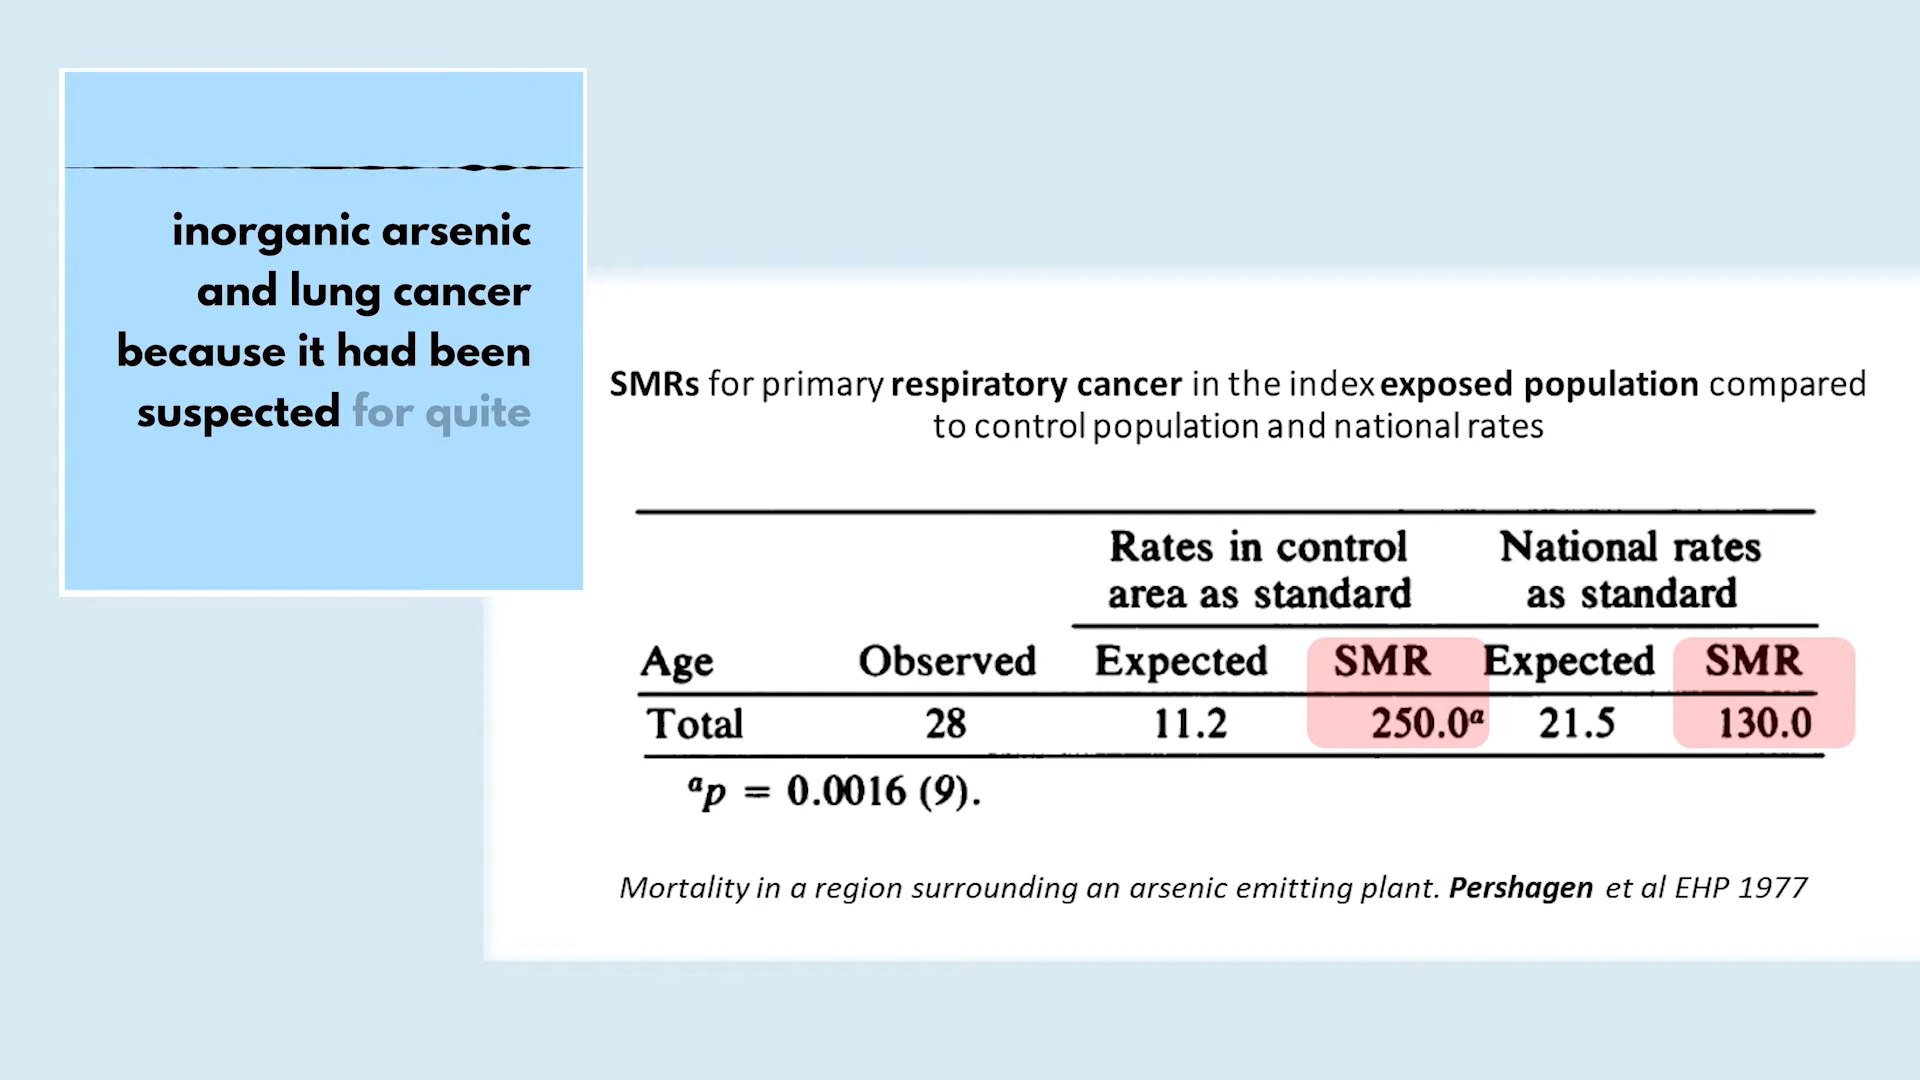 inorganic arsenic
and lung cancer
because it had been
suspected for quite
SMRs for primary respiratory cancer in the index exposed population compared
to control population and national rates
Rates in control National rates
area as standard as standard
Age Observed Expected SMR Expected SMR
Total 28 11.2 250.0ᵃ 21.5 130.0
ᵃp = 0.0016 (9).
Mortality in a region surrounding an arsenic emitting plant. Pershagen et al EHP 1977